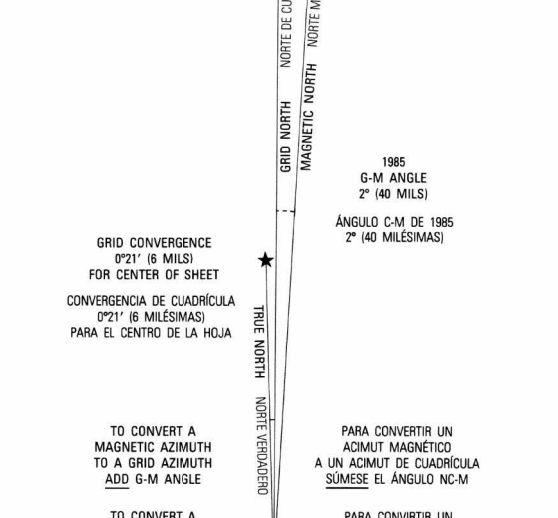 NORTE DE
GRID NORTH
NORTE
MAGNETIC NORTH
1985
G-M ANGLE
2° (40 MILS)
ÁNGULO C-M DE 1985
2° (40 MILÉSIMAS)
GRID CONVERGENCE
0°21′ (6 MILS)
FOR CENTER OF SHEET
CONVERGENCIA DE CUADRÍCULA
0°21′ (6 MILÉSIMAS)
PARA EL CENTRO DE LA HOJA
TRUE NORTH
NORTE VERDADERO
TO CONVERT A
MAGNETIC AZIMUTH
TO A GRID AZIMUTH
ADD G-M ANGLE
PARA CONVERTIR UN
ACIMUT MAGNÉTICO
A UN ACIMUT DE CUADRÍCULA
SÚMESE EL ÁNGULO NC-M
TO CONVERT A
PARA CONVIRTIR UN